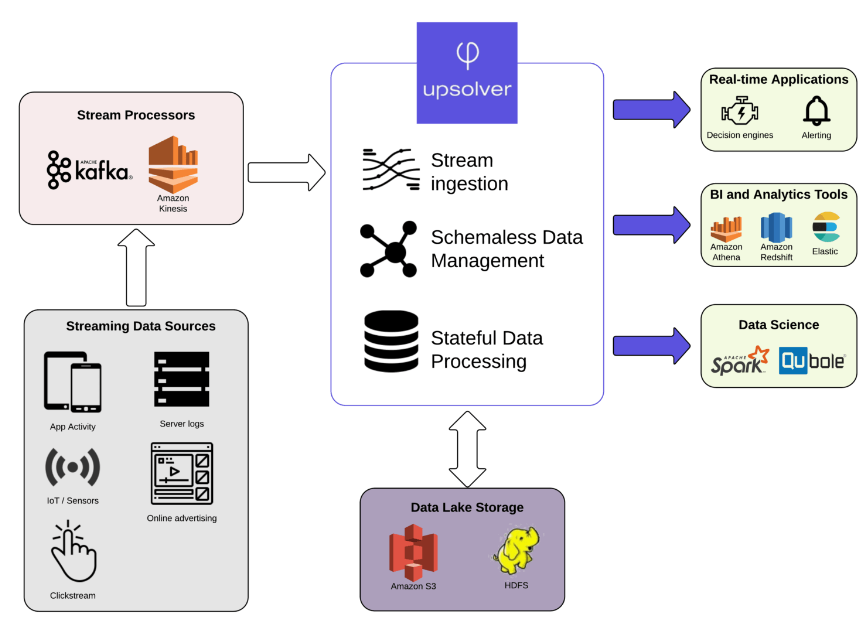 φ
upsolver
Stream
ingestion
Schemaless Data
Management
Stateful Data
Processing
Stream Processors
APACHE
kafka®
Amazon
Kinesis
Streaming Data Sources
App Activity
Server logs
IoT / Sensors
Online advertising
Clickstream
Data Lake Storage
Amazon S3
HDFS
Real-time Applications
Decision engines
Alerting
BI and Analytics Tools
Amazon
Athena
Amazon
Redshift
Elastic
Data Science
APACHE
Spark™
Qubole®